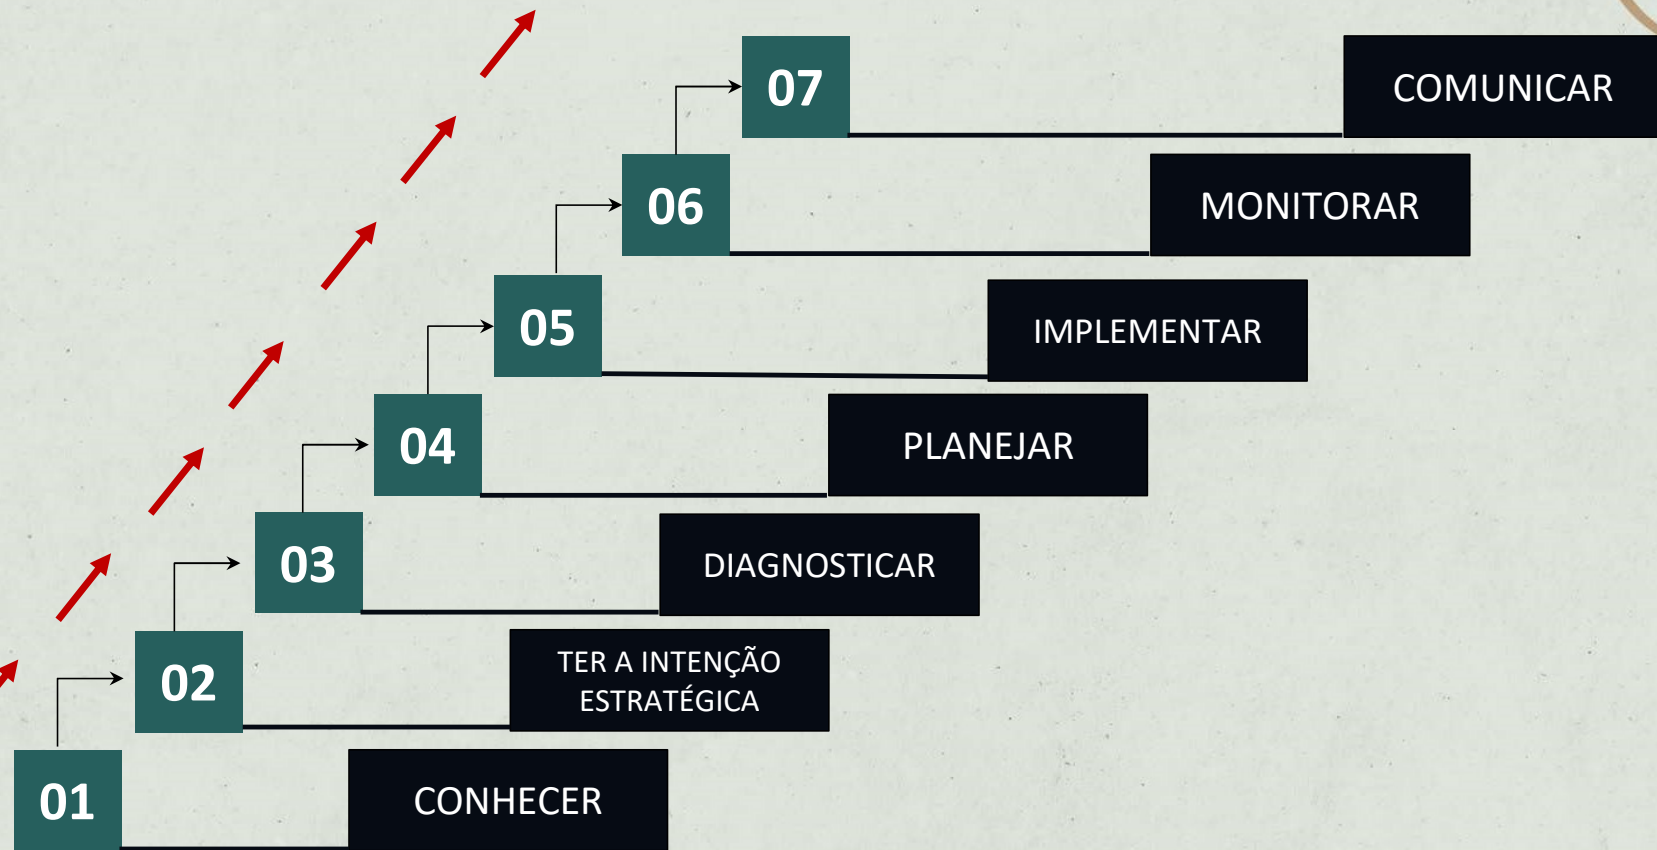 07
COMUNICAR
06
MONITORAR
05
IMPLEMENTAR
04
PLANEJAR
03
DIAGNOSTICAR
02
TER A INTENÇÃO
ESTRATÉGICA
01
CONHECER